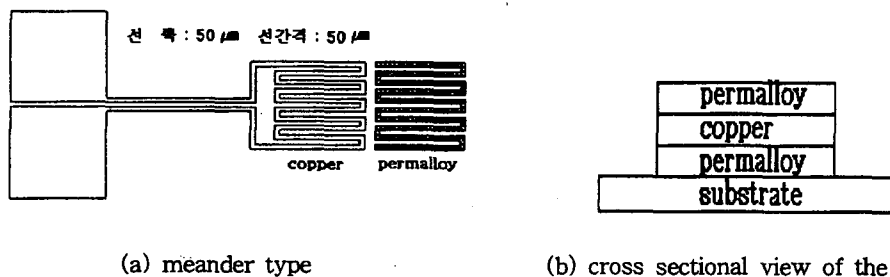 선 폭 : 50 ㎛ 선간격 : 50 ㎛
copper permalloy
permalloy
copper
permalloy
substrate
(a) meander type
(b) cross sectional view of the